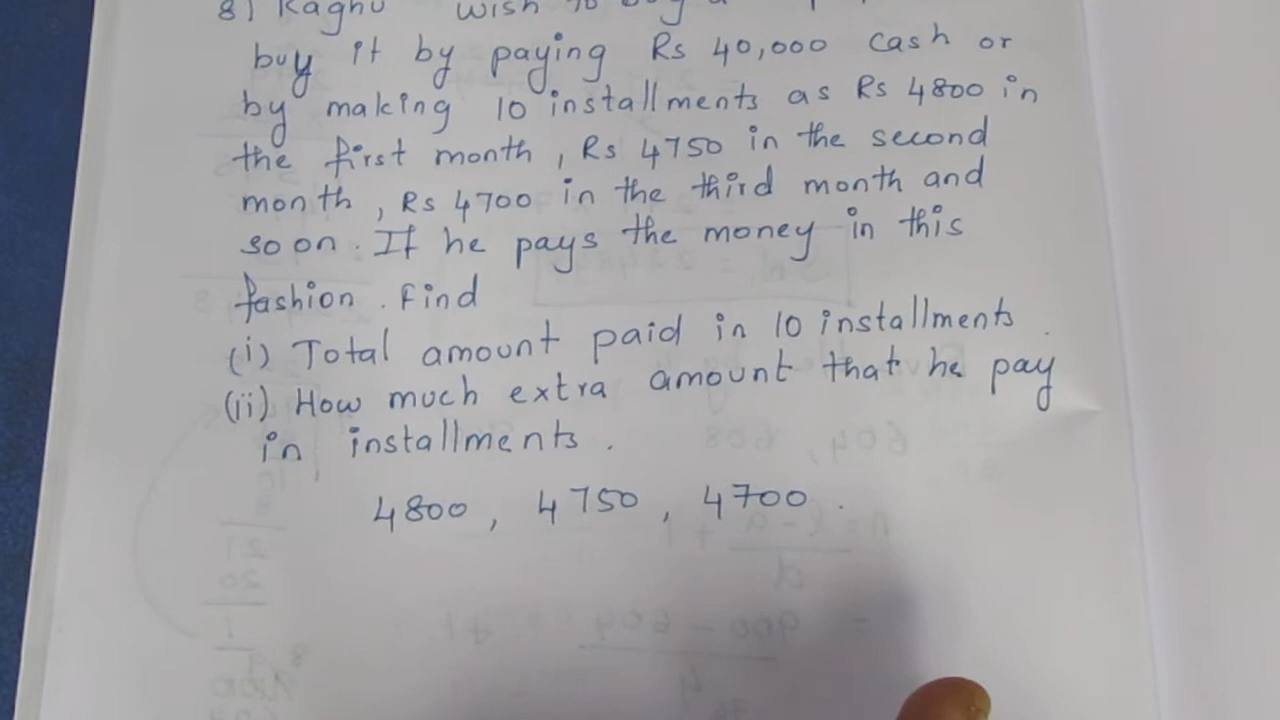 8) Raghu wish to buy a
buy it by paying Rs 40,000 cash or
by making 10 installments as Rs 4800 in
the first month, Rs 4750 in the second
month, Rs 4700 in the third month and
so on. If he pays the money in this
fashion. Find
(i) Total amount paid in 10 installments.
(ii) How much extra amount that he pay
in installments.
4800, 4750, 4700.